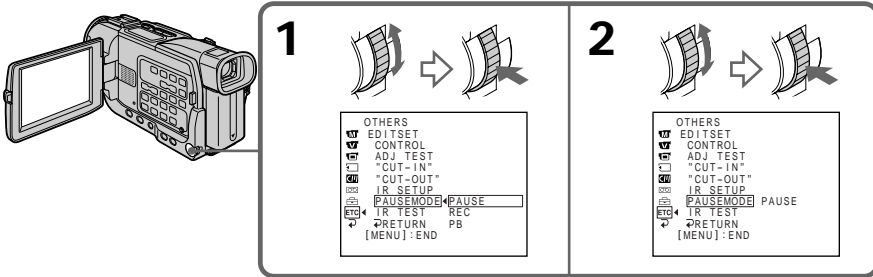 1
OTHERS
EDITSET
CONTROL
ADJ TEST
"CUT-IN"
"CUT-OUT"
IR SETUP
PAUSEMODE PAUSE
ETC IR TEST REC
RETURN PB
[MENU]:END
2
OTHERS
EDITSET
CONTROL
ADJ TEST
"CUT-IN"
"CUT-OUT"
IR SETUP
PAUSEMODE PAUSE
ETC IR TEST
RETURN
[MENU]:END